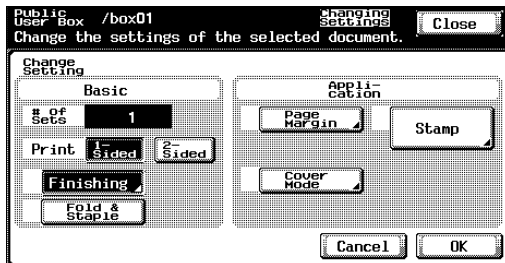 Public User Box /box01 Changing Settings Close
Change the settings of the selected document.
Change Setting
Basic
Appli-cation
# of Sets 1
Page Margin
Stamp
Print 1-Sided 2-Sided
Finishing
Cover Mode
Fold & Staple
Cancel OK